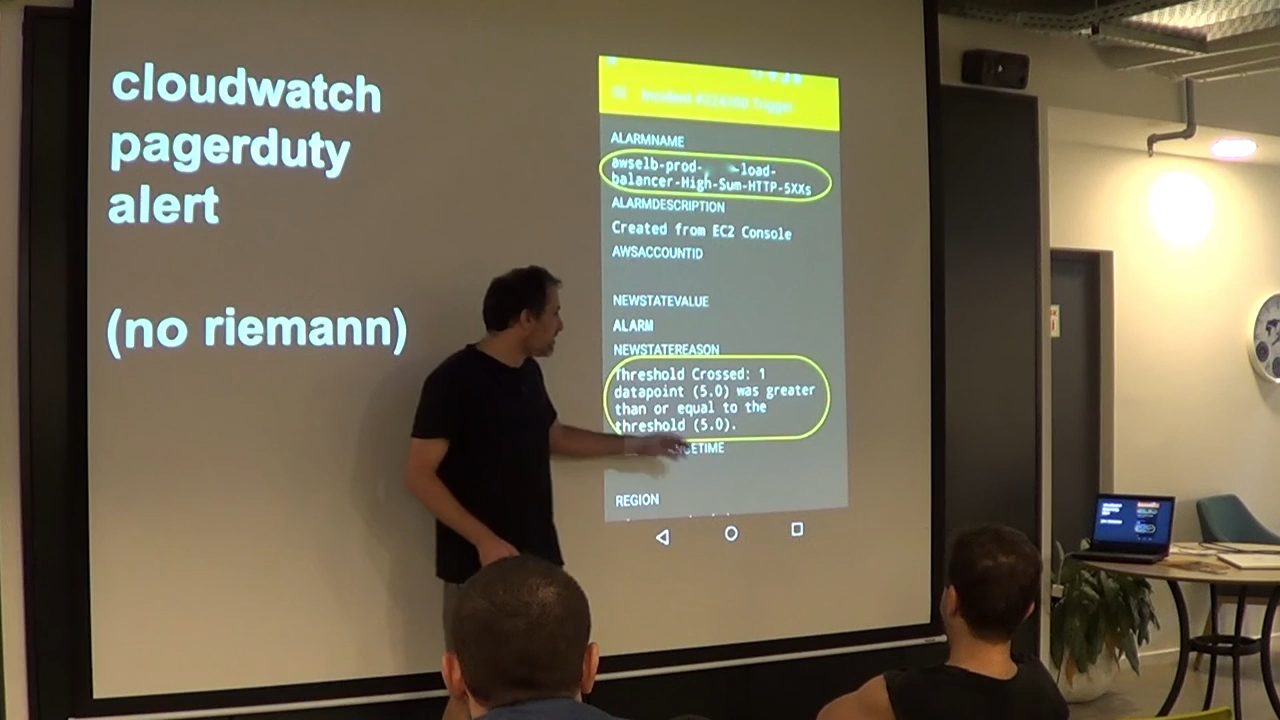 cloudwatch
pagerduty
alert
(no riemann)
ALARMNAME
awselb-prod- -load-
balancer-High-Sum-HTTP-5XXs
ALARMDESCRIPTION
Created from EC2 Console
AWSACCOUNTID
NEWSTATEVALUE
ALARM
NEWSTATEREASON
Threshold Crossed: 1
datapoint (5.0) was greater
than or equal to the
threshold (5.0).
REGION